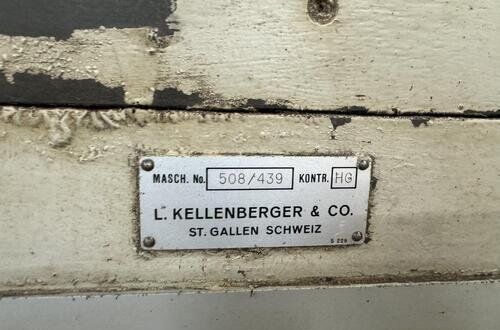 MASCH. No. 508/439 KONTR. HG
L. KELLENBERGER & CO.
ST. GALLEN SCHWEIZ
S 229